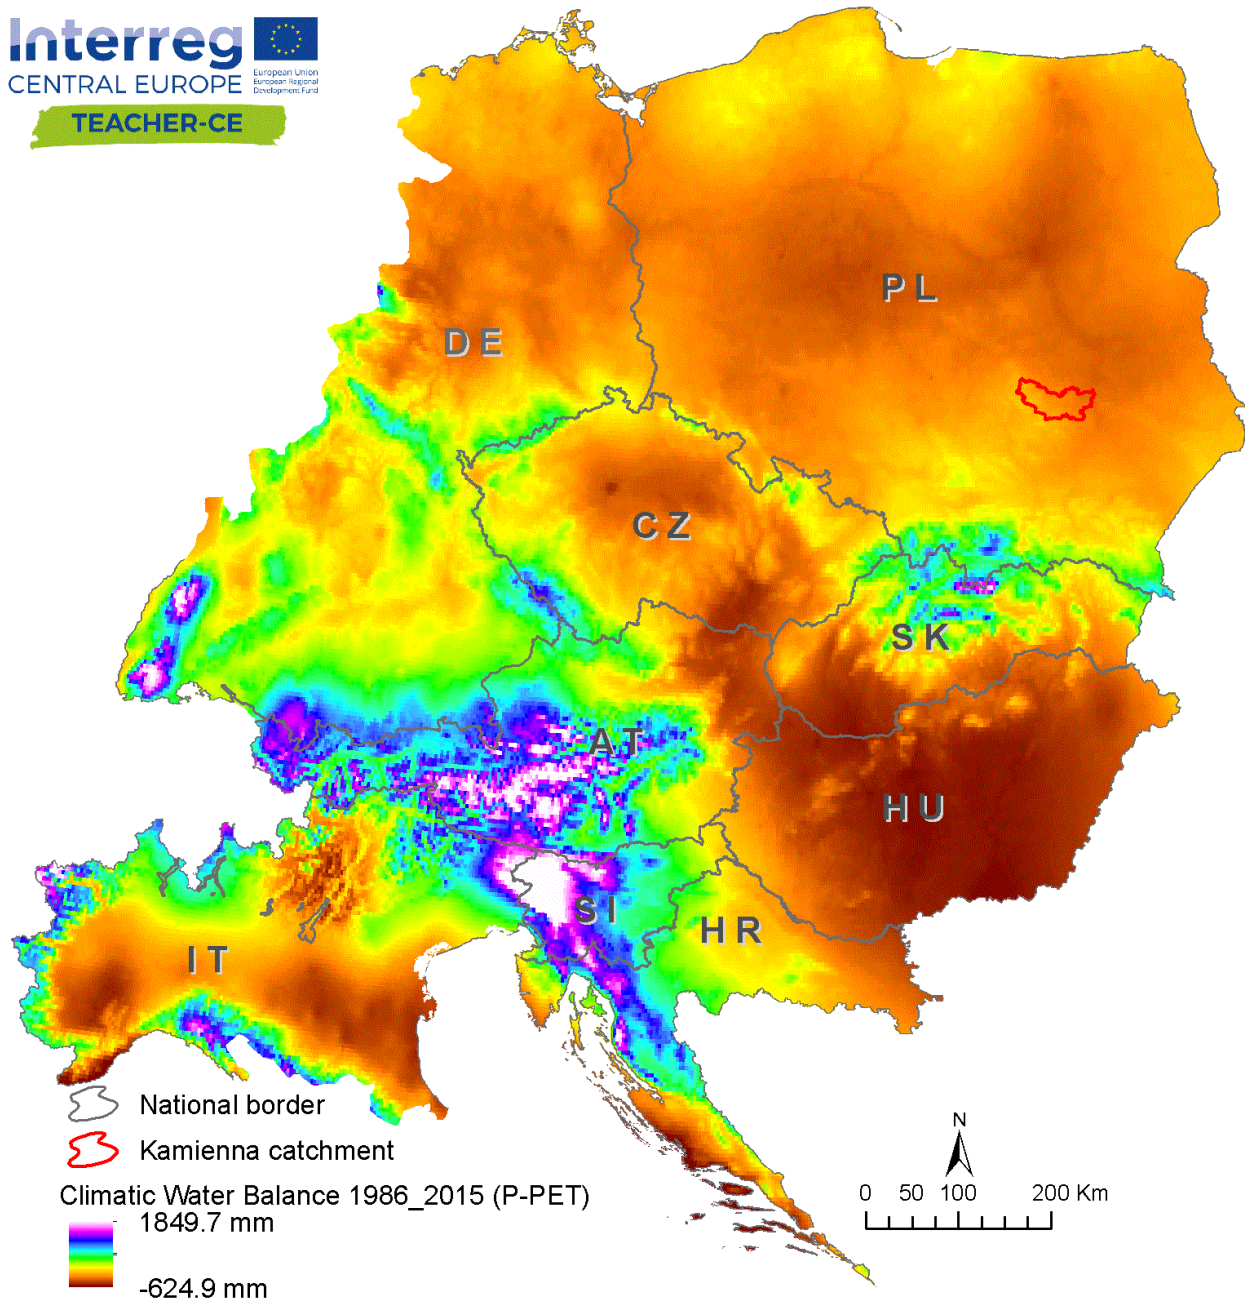 Interreg
CENTRAL EUROPE
European Union
European Regional
Development Fund
TEACHER-CE
PL
DE
CZ
SK
AT
HU
SI
HR
IT
National border
Kamienna catchment
Climatic Water Balance 1986_2015 (P-PET)
1849.7 mm
-624.9 mm
N
0 50 100 200 Km